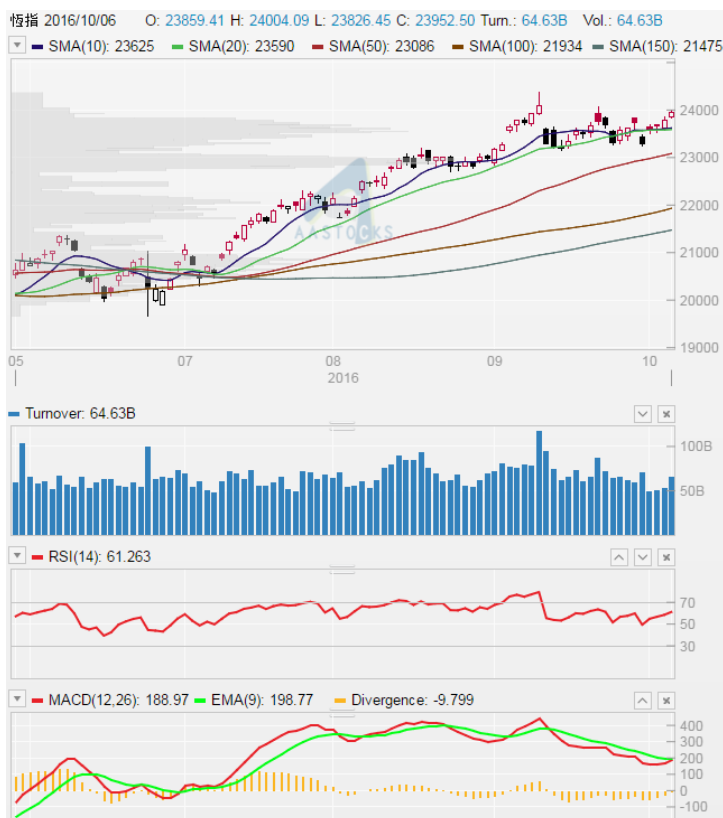 恆指 2016/10/06 O: 23859.41 H: 24004.09 L: 23826.45 C: 23952.50 Turn.: 64.63B Vol.: 64.63B
SMA(10): 23625 SMA(20): 23590 SMA(50): 23086 SMA(100): 21934 SMA(150): 21475
24000
23000
22000
AASTOCKS
21000
20000
19000
05 07 08 09 10
2016
Turnover: 64.63B
100B
50B
RSI(14): 61.263
70
50
30
MACD(12,26): 188.97 EMA(9): 198.77 Divergence: -9.799
400
300
200
100
0
-100